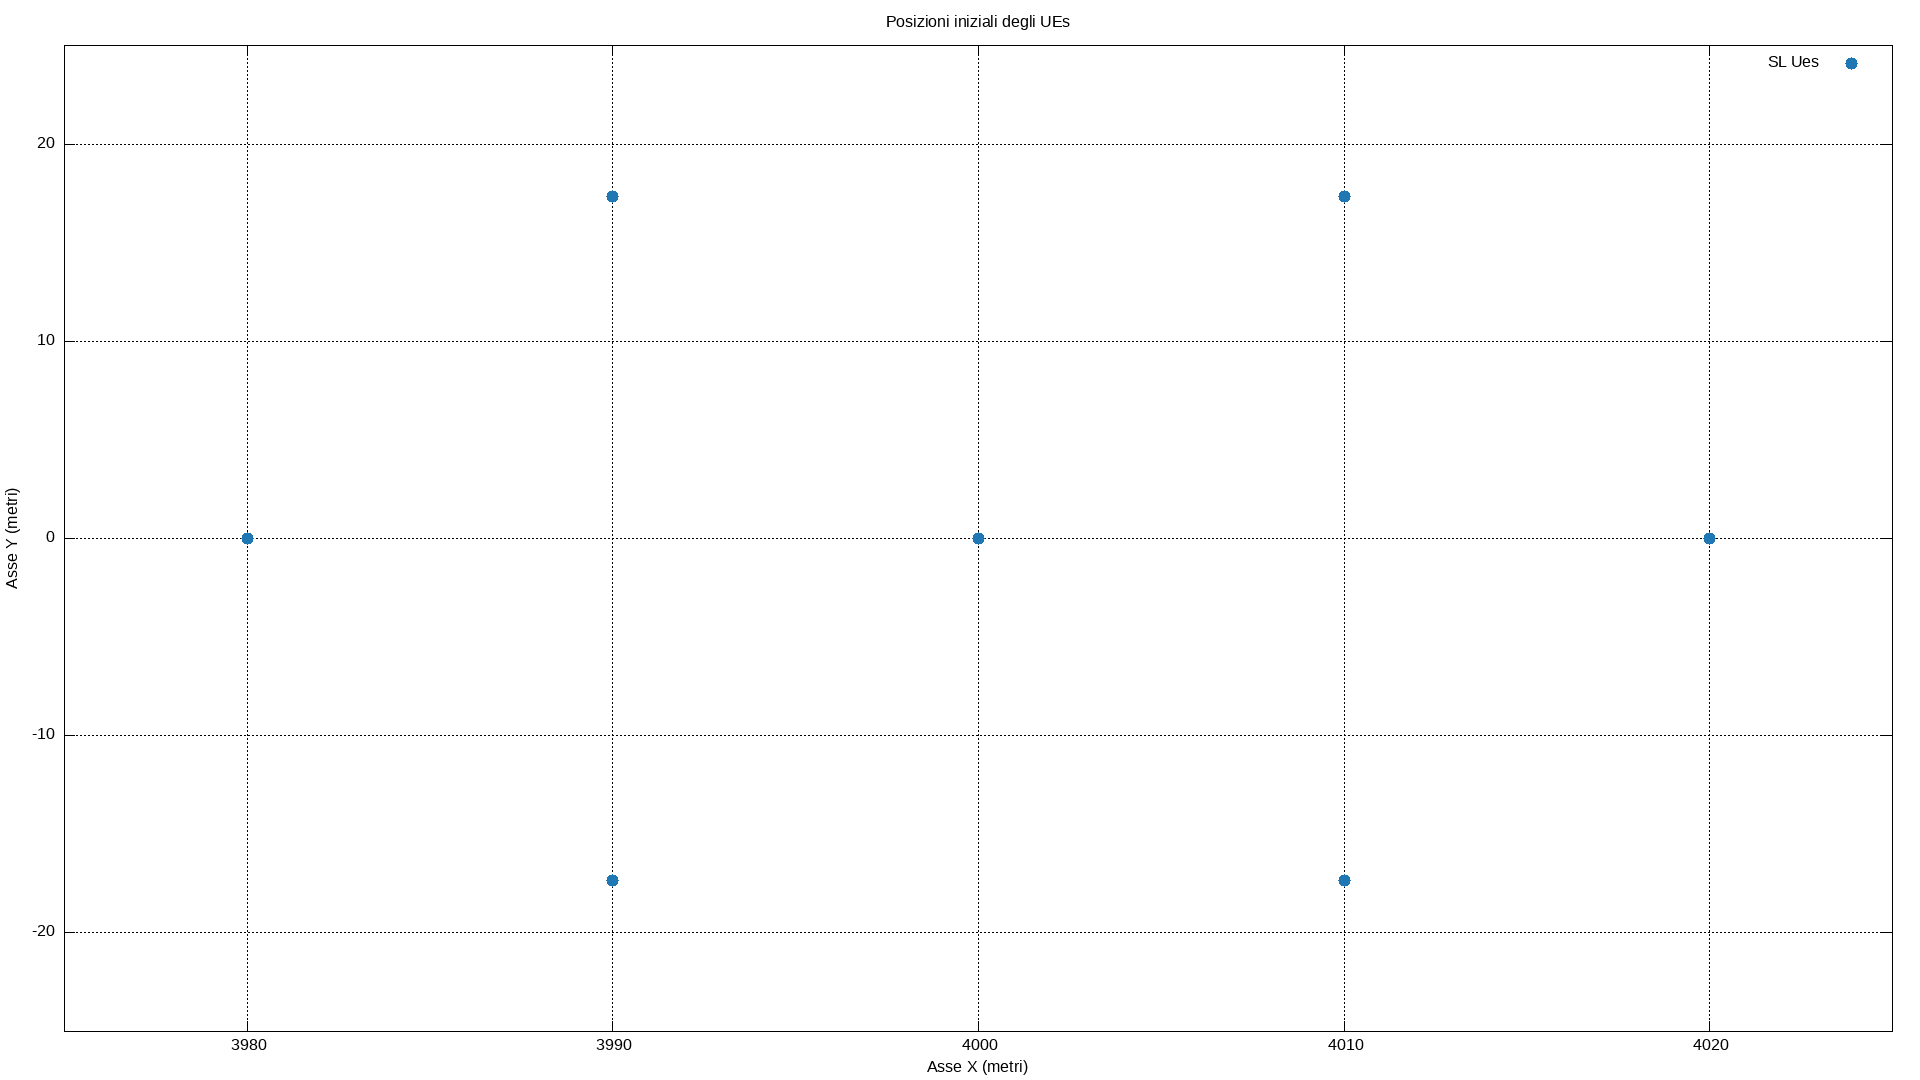 Posizioni iniziali degli UEs
SL Ues
20
10
0
-10
-20
Asse Y (metri)
3980
3990
4000
4010
4020
Asse X (metri)